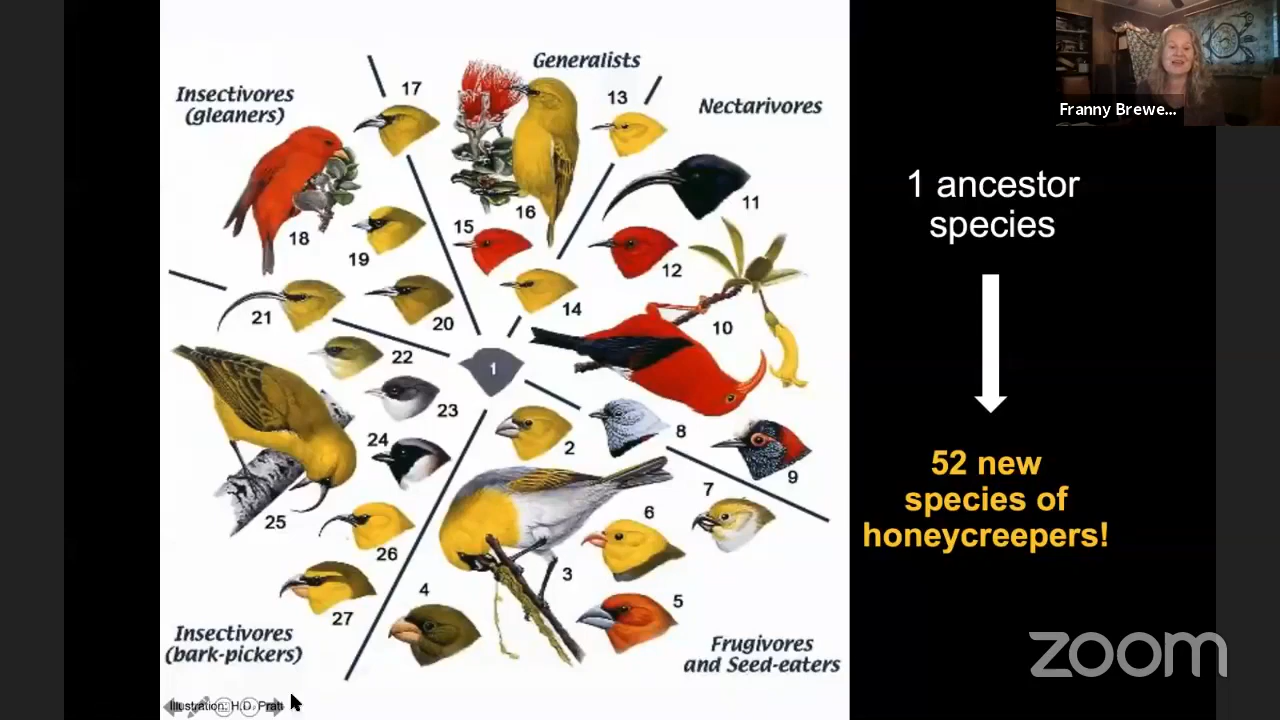 Generalists
Insectivores
(gleaners)
Nectarivores
17
13
11
16
15
18
12
19
14
21
20
10
22
1
23
2
8
24
9
7
25
6
26
3
4
5
27
Insectivores
(bark-pickers)
Frugivores
and Seed-eaters
Illustration: H.D. Pratt
1 ancestor
species
52 new
species of
honeycreepers!
Franny Brewe...
zoom